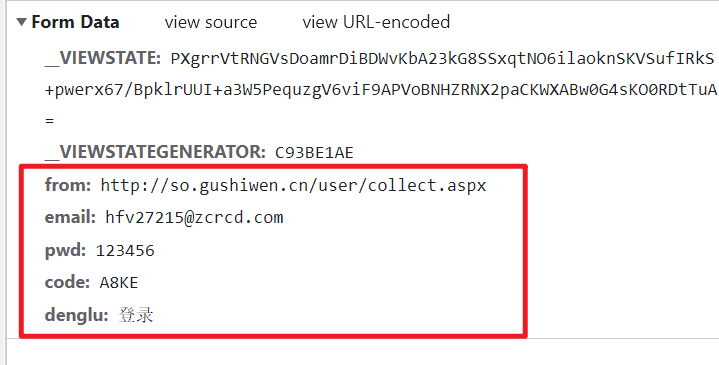 Form Data view source view URL-encoded
__VIEWSTATE: PXgrrVtRNGVsDoamrDiBDWvKbA23kG8SSxqtNO6ilaoknSKVSufIRkS
+pwerx67/BpklrUUI+a3W5PequzgV6viF9APVoBNHZRNX2paCKWXABw0G4sKO0RDtTuA
=
__VIEWSTATEGENERATOR: C93BE1AE
from: http://so.gushiwen.cn/user/collect.aspx
email: hfv27215@zcrcd.com
pwd: 123456
code: A8KE
denglu: 登录